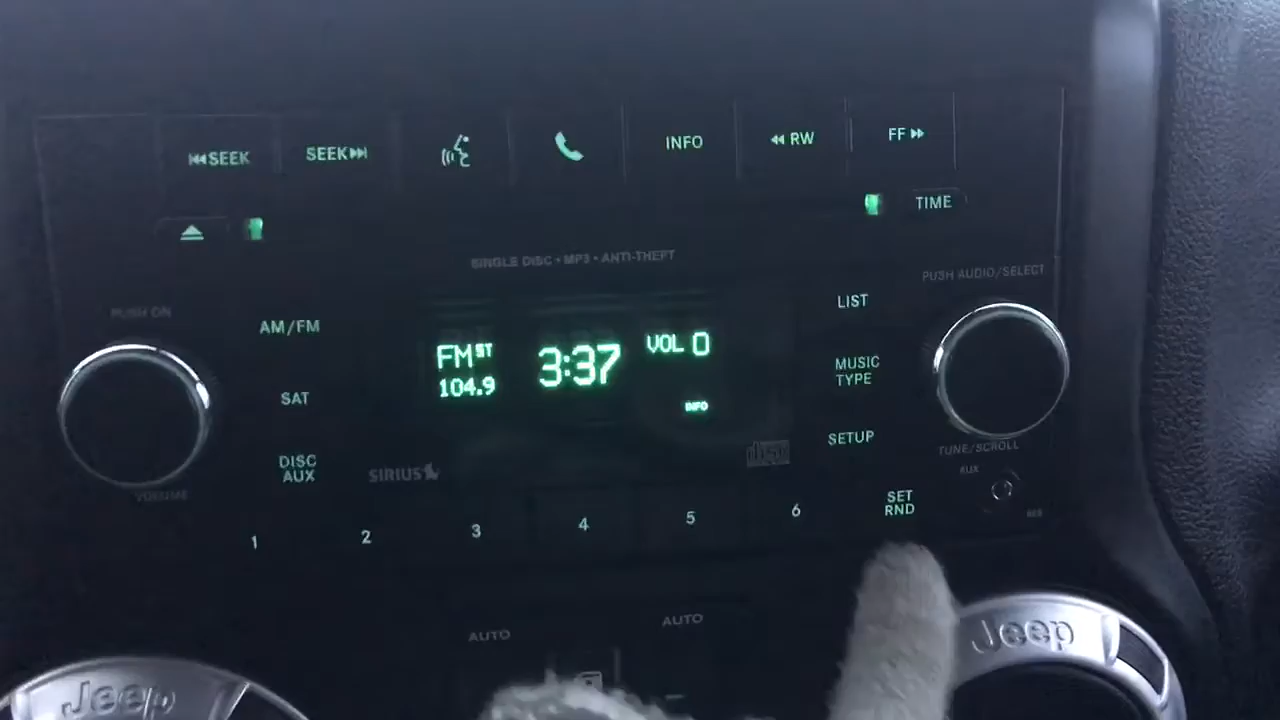 SEEK
SEEK
INFO
RW
FF
TIME
SINGLE DISC • MP3 • ANTI-THEFT
PUSH ON
PUSH AUDIO/SELECT
AM/FM
SAT
DISC
AUX
FM ST
104.9
3:37
VOL 0
INFO
LIST
MUSIC
TYPE
SETUP
TUNE/SCROLL
AUX
VOLUME
SIRIUS
disc
SET
RND
1
2
3
4
5
6
AUTO
AUTO
Jeep
Jeep